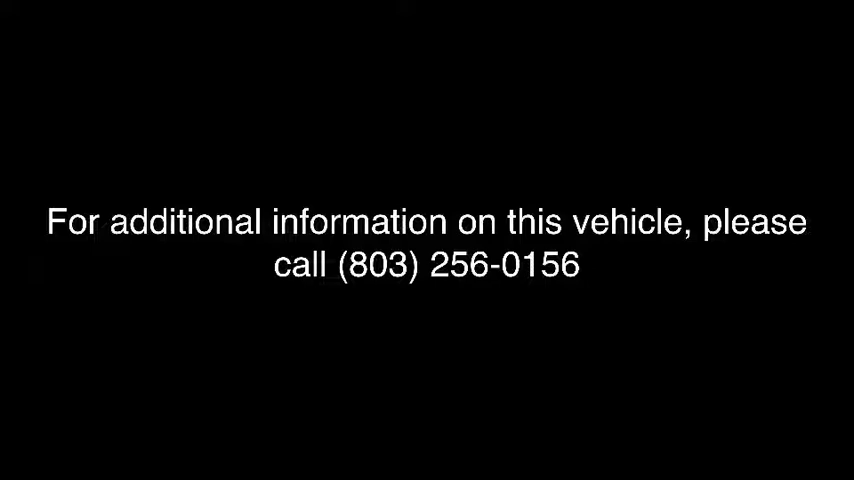 For additional information on this vehicle, please
call (803) 256-0156